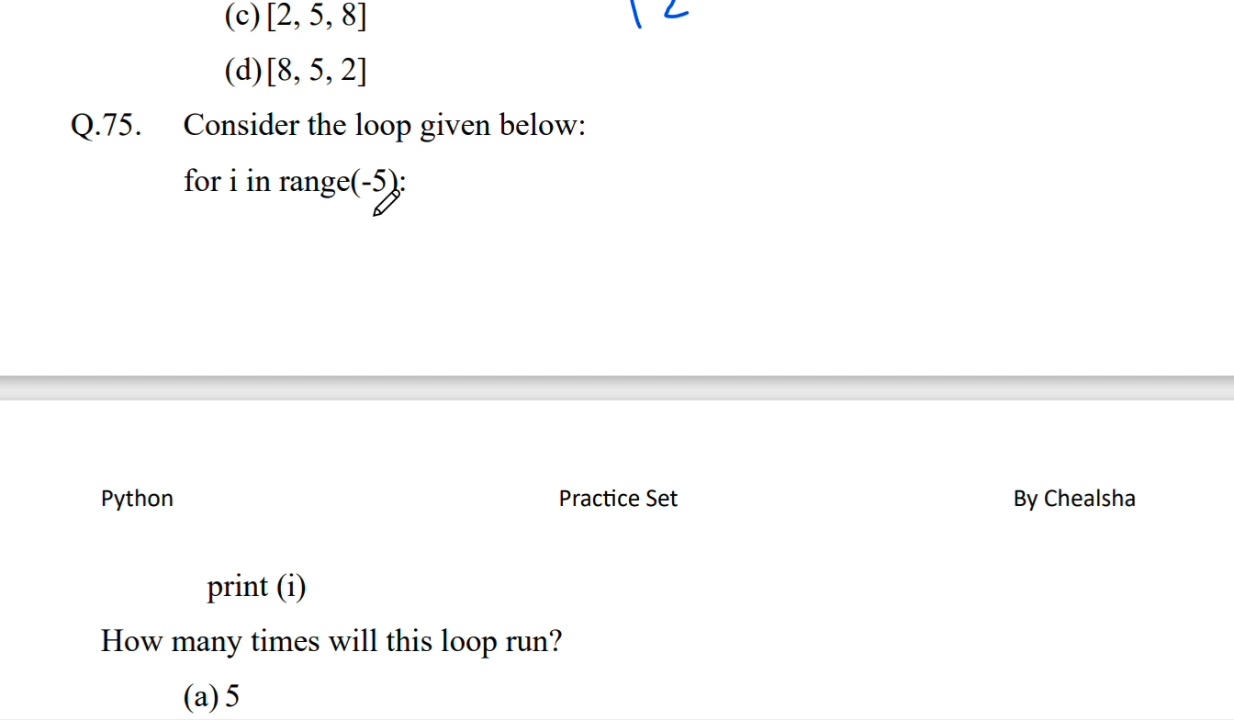 (c) [2, 5, 8]
12
(d) [8, 5, 2]
Q.75. Consider the loop given below:
for i in range(-5):
Python Practice Set By Chealsha
print (i)
How many times will this loop run?
(a) 5